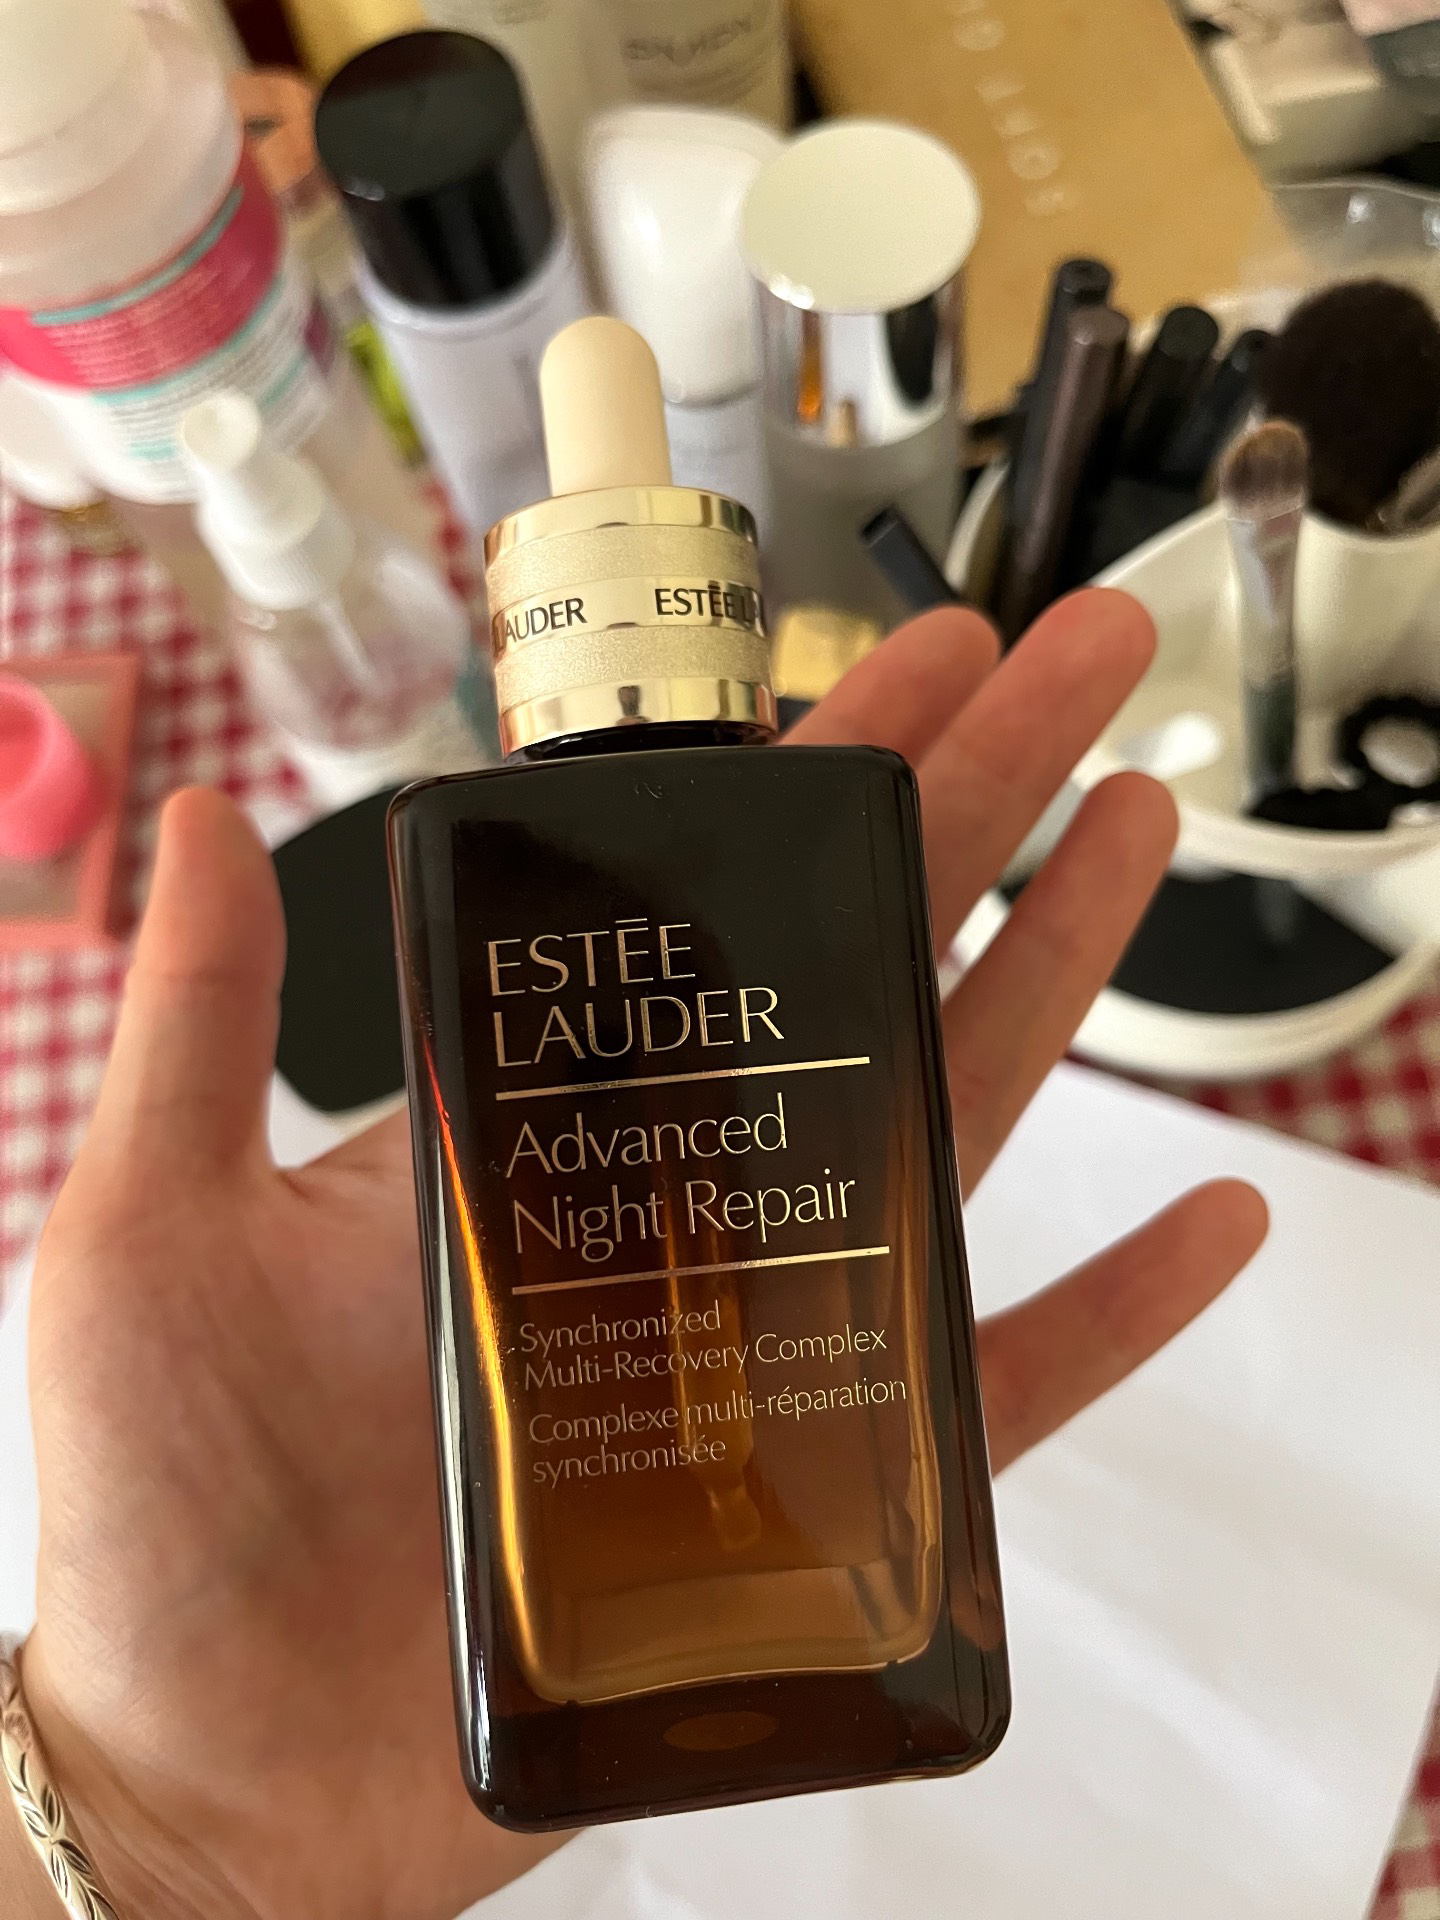 LAUDER ESTĒE L
ESTĒE
LAUDER
Advanced
Night Repair
Synchronized
Multi-Recovery Complex
Complexe multi-réparation
synchronisée